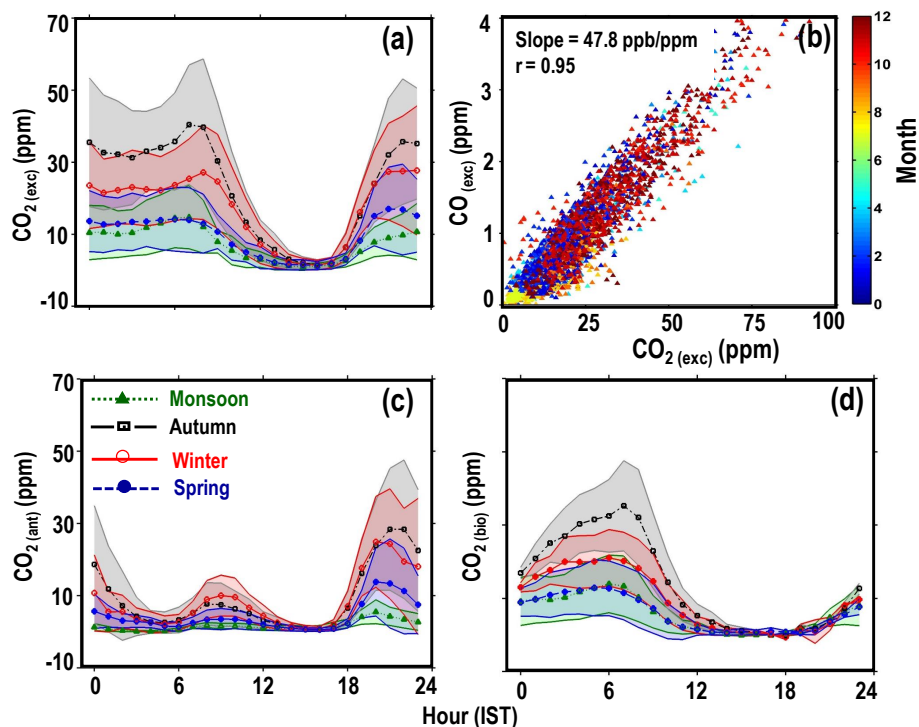 70
50
30
10
-10
CO2 (exc) (ppm)
(a)
4
3
2
1
0
CO (exc) (ppm)
Slope = 47.8 ppb/ppm
r = 0.95
(b)
0
25
50
75
100
CO2 (exc) (ppm)
12
10
8
6
4
2
0
Month
70
50
30
10
-10
CO2 (ant) (ppm)
(c)
Monsoon
Autumn
Winter
Spring
0
6
12
18
24
CO2 (bio) (ppm)
(d)
0
6
12
18
24
Hour (IST)